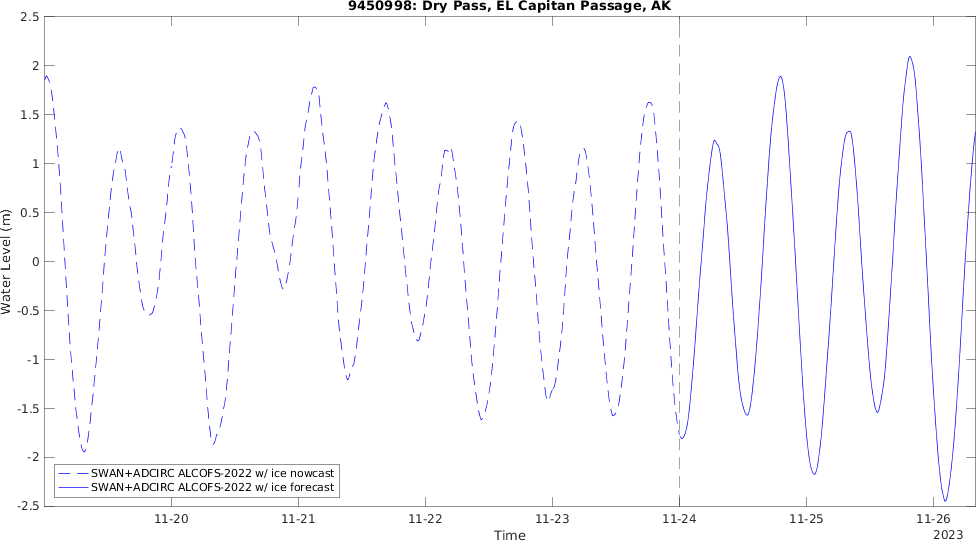 9450998: Dry Pass, EL Capitan Passage, AK
2.5
2
1.5
1
0.5
0
-0.5
-1
-1.5
-2
-2.5
Water Level (m)
SWAN+ADCIRC ALCOFS-2022 w/ ice nowcast
SWAN+ADCIRC ALCOFS-2022 w/ ice forecast
11-20 11-21 11-22 11-23 11-24 11-25 11-26
Time
2023